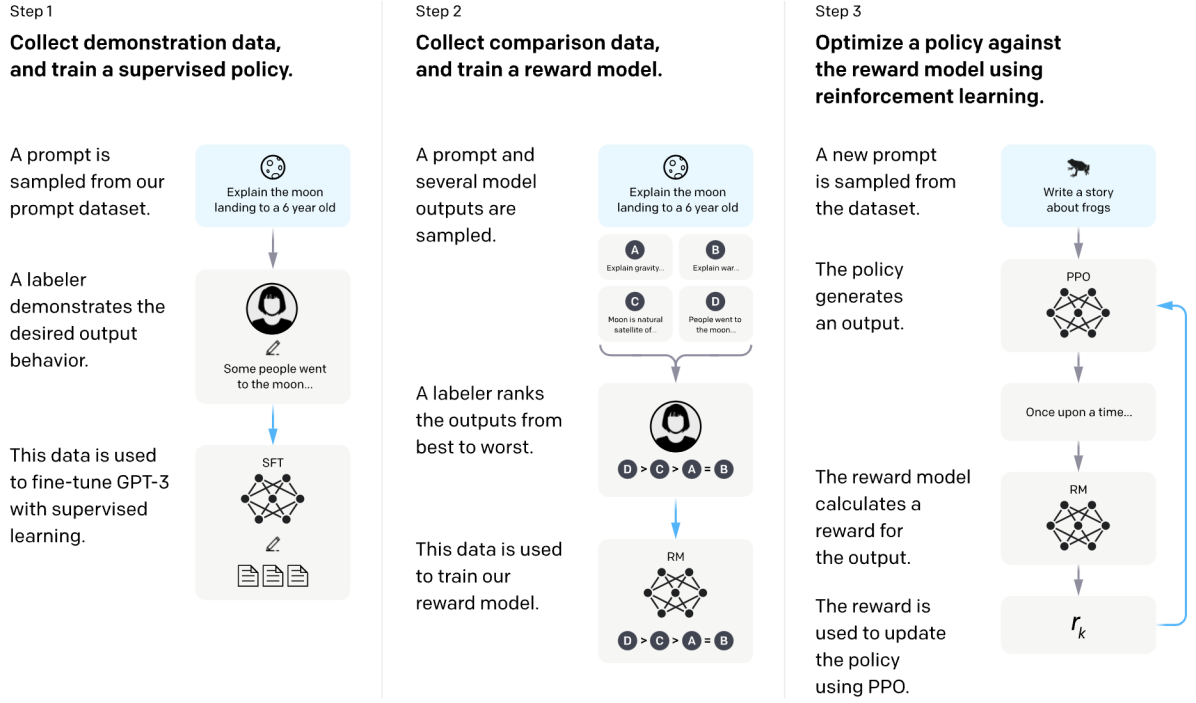 Step 1
Collect demonstration data,
and train a supervised policy.
A prompt is
sampled from our
prompt dataset.
Explain the moon
landing to a 6 year old
A labeler
demonstrates the
desired output
behavior.
Some people went
to the moon...
This data is used
to fine-tune GPT-3
with supervised
learning.
SFT
Step 2
Collect comparison data,
and train a reward model.
A prompt and
several model
outputs are
sampled.
Explain the moon
landing to a 6 year old
A
Explain gravity...
B
Explain war...
C
Moon is natural
satellite of...
D
People went to
the moon...
A labeler ranks
the outputs from
best to worst.
D > C > A = B
This data is used
to train our
reward model.
RM
D > C > A = B
Step 3
Optimize a policy against
the reward model using
reinforcement learning.
A new prompt
is sampled from
the dataset.
Write a story
about frogs
The policy
generates
an output.
PPO
Once upon a time...
The reward model
calculates a
reward for
the output.
RM
The reward is
used to update
the policy
using PPO.
rk